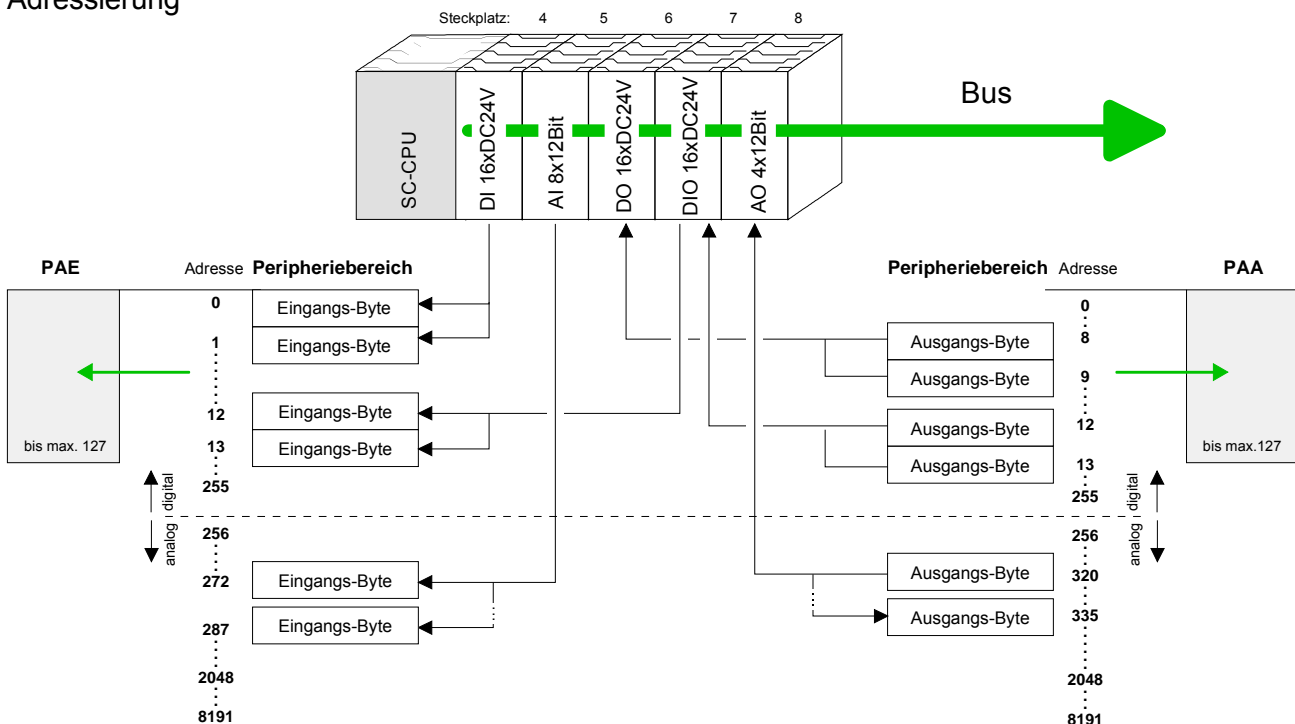 Adressierung
Steckplatz: 4 5 6 7 8
SC-CPU
DI 16xDC24V
AI 8x12Bit
DO 16xDC24V
DIO 16xDC24V
AO 4x12Bit
Bus
PAE Adresse Peripheriebereich
0 Eingangs-Byte
1 Eingangs-Byte
12 Eingangs-Byte
13 Eingangs-Byte
255
bis max. 127
digital
analog
256
272 Eingangs-Byte
287 Eingangs-Byte
2048
8191
Peripheriebereich Adresse PAA
0
Ausgangs-Byte 8
Ausgangs-Byte 9
Ausgangs-Byte 12
Ausgangs-Byte 13
255
bis max.127
digital
analog
256
Ausgangs-Byte 320
Ausgangs-Byte 335
2048
8191